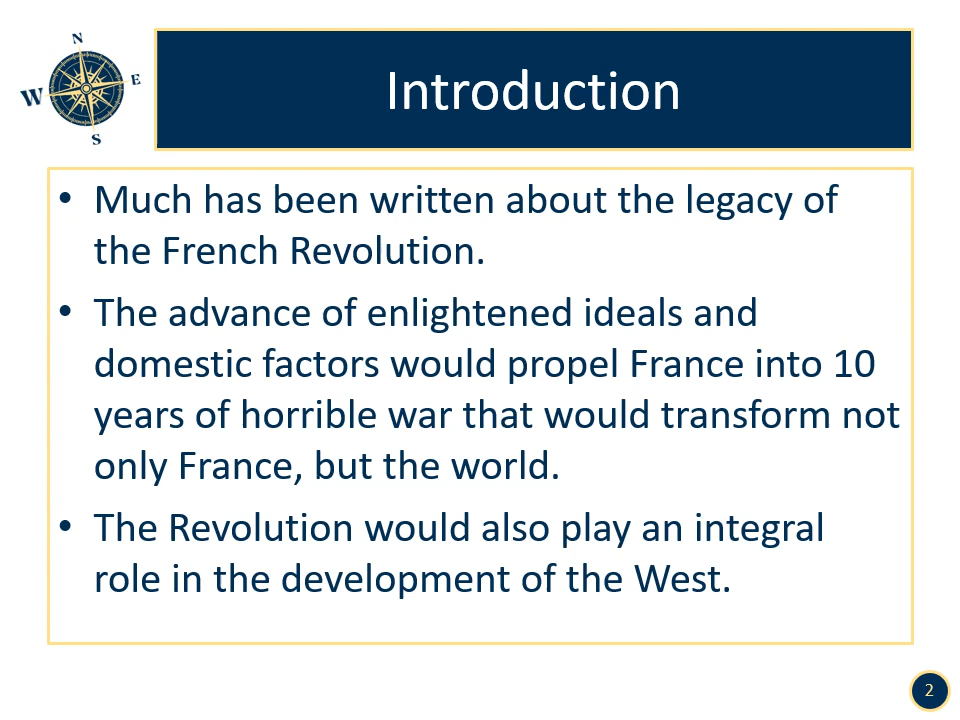 N
E
W
S
Introduction
• Much has been written about the legacy of
the French Revolution.
• The advance of enlightened ideals and
domestic factors would propel France into 10
years of horrible war that would transform not
only France, but the world.
• The Revolution would also play an integral
role in the development of the West.
2